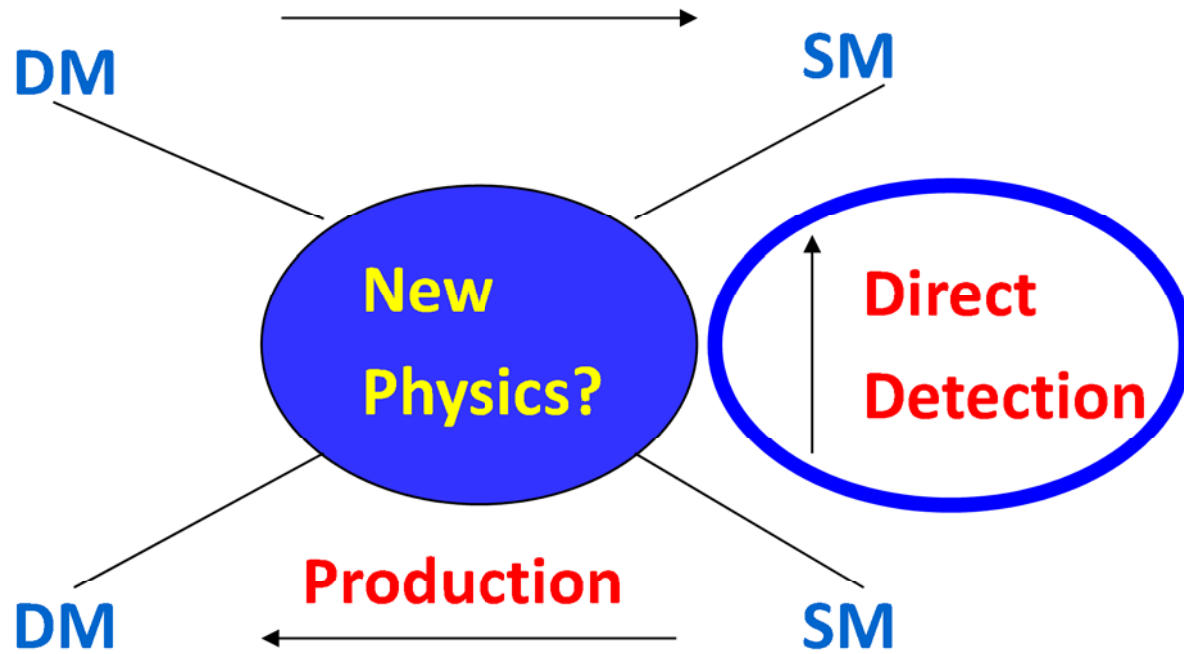 DM
SM
New
Physics?
Direct
Detection
Production
DM
SM